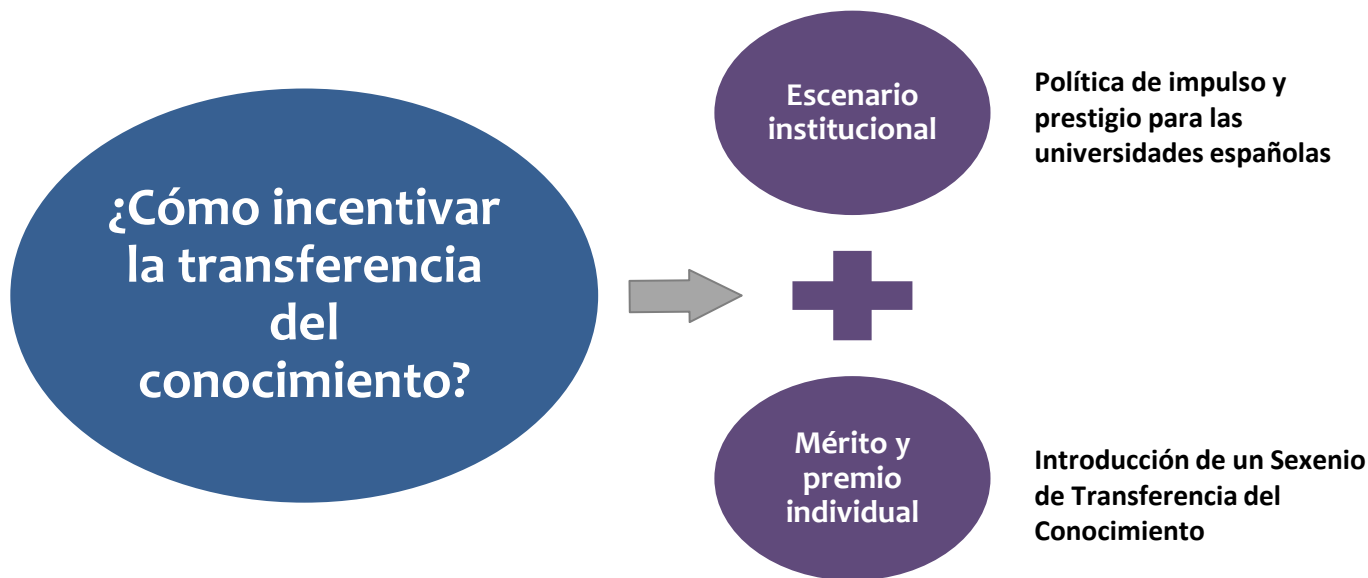 ¿Cómo incentivar
la transferencia
del
conocimiento?
Escenario
institucional
Política de impulso y
prestigio para las
universidades españolas
Mérito y
premio
individual
Introducción de un Sexenio
de Transferencia del
Conocimiento